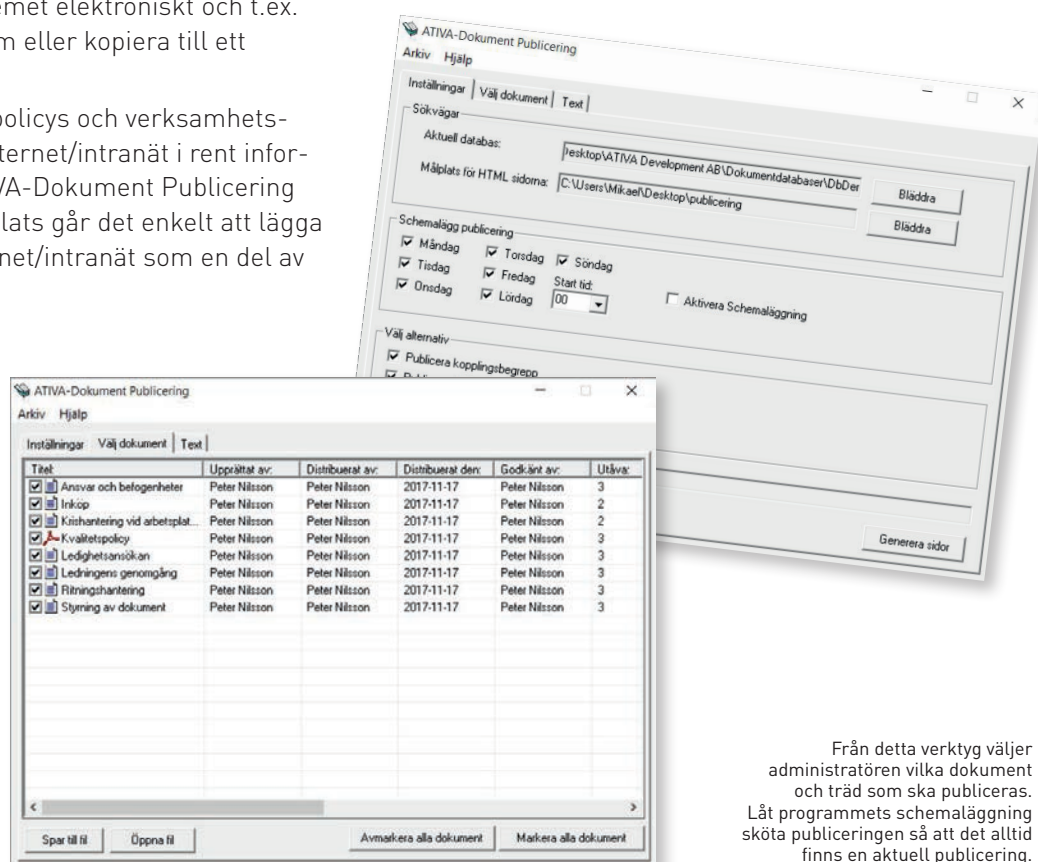 emet elektroniskt och t.ex.
m eller kopiera till ett
policys och verksamhets-
ternet/intranät i rent infor-
VA-Dokument Publicering
lats går det enkelt att lägga
net/intranät som en del av
ATIVA-Dokument Publicering
Arkiv Hjälp
Inställningar Välj dokument Text
Sökvägar
Aktuell databas: Desktop\ATIVA Development AB\Dokumentdatabaser\DbDer Bläddra
Målplats för HTML sidorna: C:\Users\Mikael\Desktop\publicering Bläddra
Schemalägg publicering
Måndag Torsdag Söndag
Tisdag Fredag Start tid:
Onsdag Lördag 00 Aktivera Schemaläggning
Välj alternativ
Publicera kopplingsbegrepp
Generera sidor
ATIVA-Dokument Publicering
Arkiv Hjälp
Inställningar Välj dokument Text
Titel: Upprättat av: Distribuerat av: Distribuerat den: Godkänt av: Utåva:
Ansvar och befogenheter Peter Nilsson Peter Nilsson 2017-11-17 Peter Nilsson 3
Inköp Peter Nilsson Peter Nilsson 2017-11-17 Peter Nilsson 2
Krishantering vid arbetsplat... Peter Nilsson Peter Nilsson 2017-11-17 Peter Nilsson 2
Kvalitetspolicy Peter Nilsson Peter Nilsson 2017-11-17 Peter Nilsson 3
Ledighetsansökan Peter Nilsson Peter Nilsson 2017-11-17 Peter Nilsson 3
Ledningens genomgång Peter Nilsson Peter Nilsson 2017-11-17 Peter Nilsson 3
Ritningshantering Peter Nilsson Peter Nilsson 2017-11-17 Peter Nilsson 3
Styrning av dokument Peter Nilsson Peter Nilsson 2017-11-17 Peter Nilsson 3
Spar till fil Öppna fil Avmarkera alla dokument Markera alla dokument
Från detta verktyg väljer
administratören vilka dokument
och träd som ska publiceras.
Låt programmets schemaläggning
sköta publiceringen så att det alltid
finns en aktuell publicering.